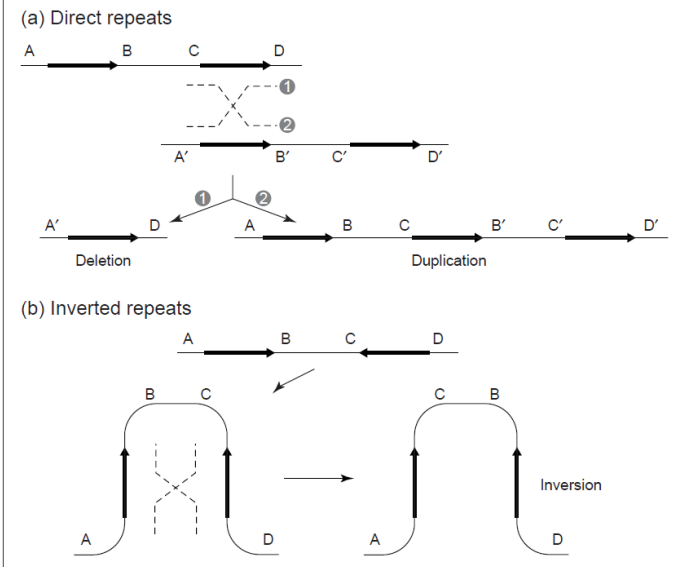 (a) Direct repeats
A B C D
1
2
A′ B′ C′ D′
1 2
A′ D A B C B′ C′ D′
Deletion Duplication
(b) Inverted repeats
A B C D
B C C B
Inversion
A D A D